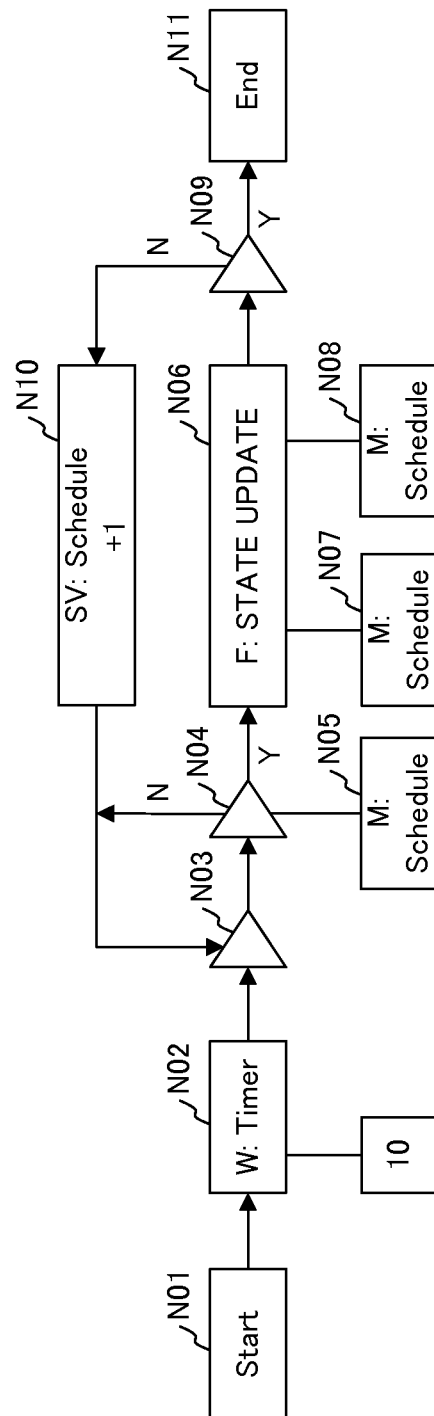 N01
Start
N02
W: Timer
10
N03
N04
N
Y
N05
M:
Schedule
N06
F: STATE UPDATE
N07
M:
Schedule
N08
M:
Schedule
N09
N
Y
N10
SV: Schedule
+1
N11
End